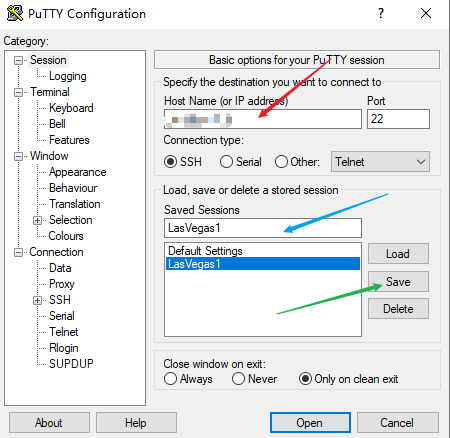 PuTTY Configuration
?
Category:
Session
Logging
Terminal
Keyboard
Bell
Features
Window
Appearance
Behaviour
Translation
Selection
Colours
Connection
Data
Proxy
SSH
Serial
Telnet
Rlogin
SUPDUP
Basic options for your PuTTY session
Specify the destination you want to connect to
Host Name (or IP address) Port
22
Connection type:
SSH Serial Other: Telnet
Load, save or delete a stored session
Saved Sessions
LasVegas1
Default Settings
LasVegas1
Load
Save
Delete
Close window on exit:
Always Never Only on clean exit
About Help Open Cancel